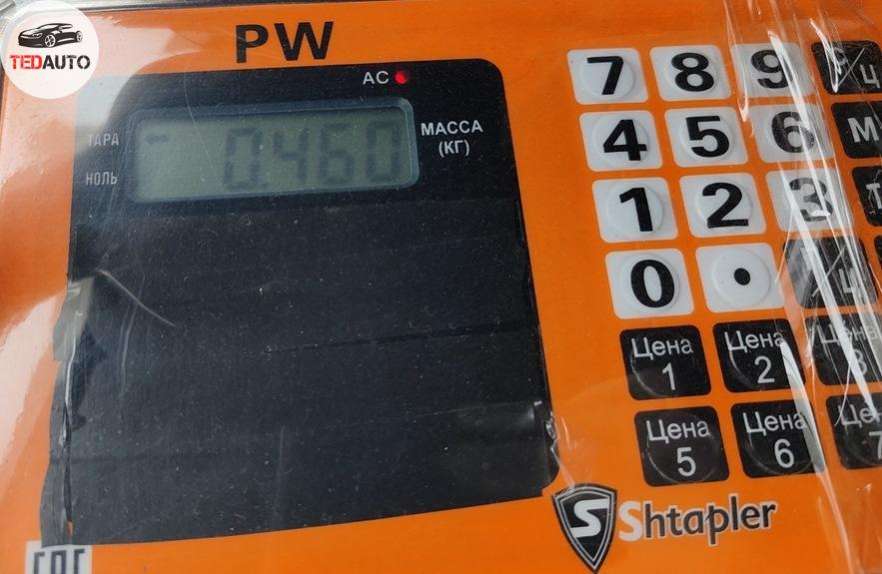 TEDAUTO
PW
AC
ТАРА
НОЛЬ
0.460
МАССА
(КГ)
7 8 9
4 5 6 М
1 2 3 Т
0 .
Цена 1
Цена 2
Цена 5
Цена 6
S Shtapler